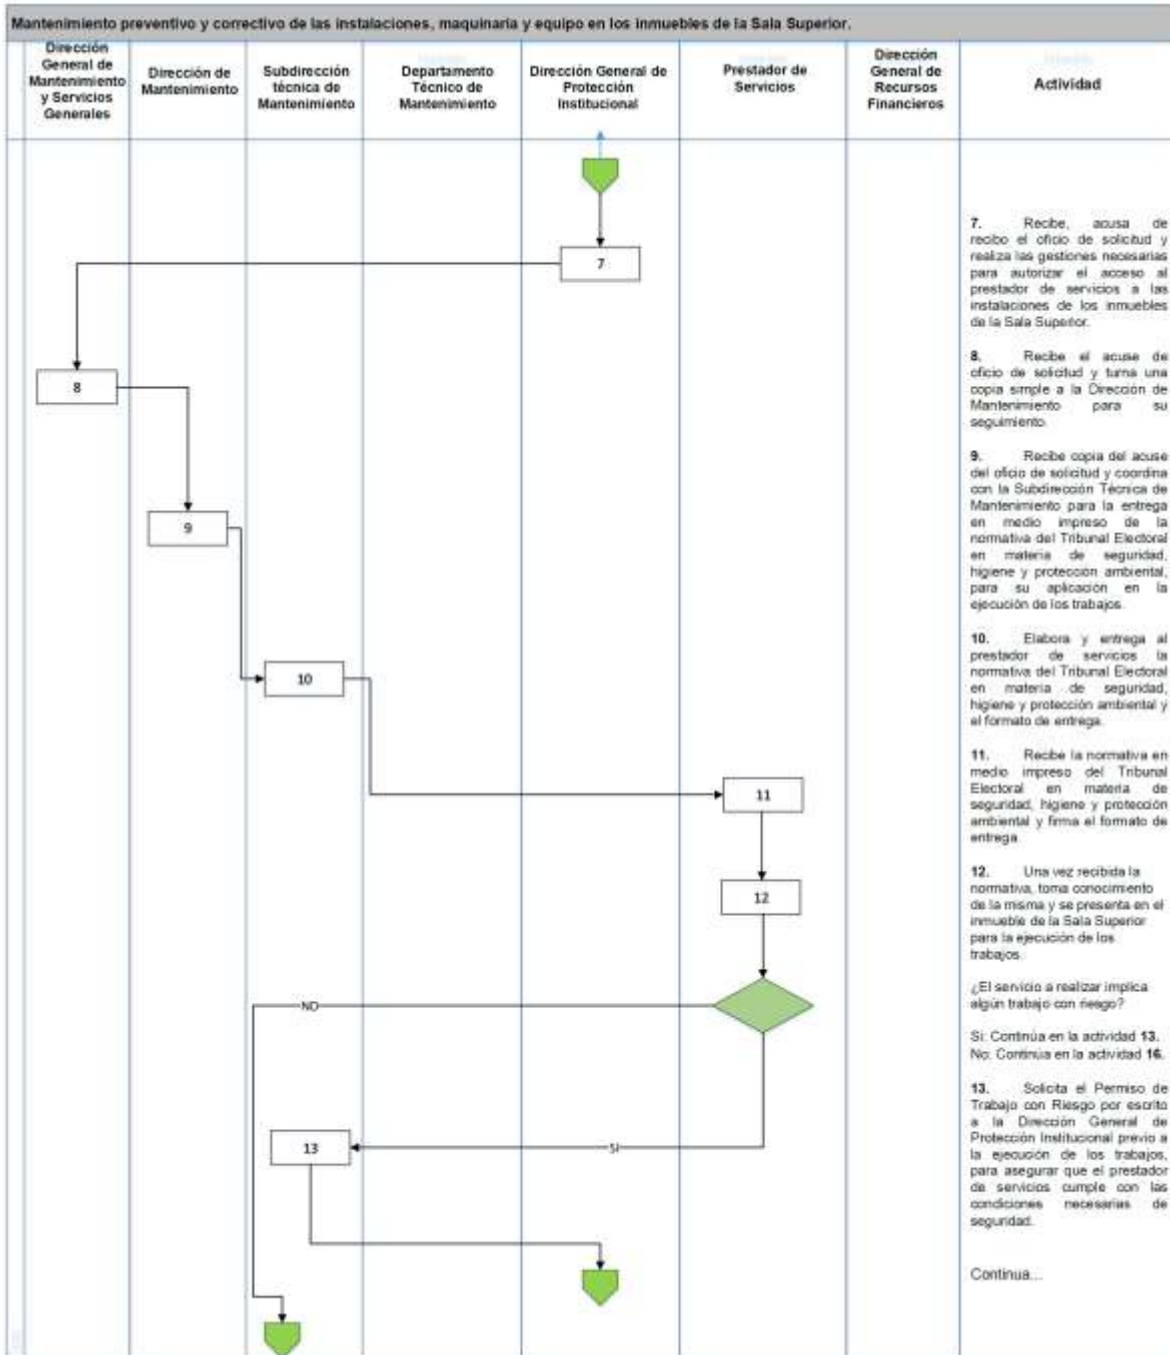 Mantenimiento preventivo y correctivo de las instalaciones, maquinaria y equipo en los inmuebles de la Sala Superior.
Dirección
General de
Mantenimiento
y Servicios
Generales
Dirección de
Mantenimiento
Subdirección
técnica de
Mantenimiento
Departamento
Técnico de
Mantenimiento
Dirección General de
Protección
Institucional
Prestador de
Servicios
Dirección
General de
Recursos
Financieros
Actividad
7
8
9
10
11
12
NO
SI
13
7. Recibe, acusa de
recibo el oficio de solicitud y
realiza las gestiones necesarias
para autorizar el acceso al
prestador de servicios a las
instalaciones de los inmuebles
de la Sala Superior.
8. Recibe el acuse de
oficio de solicitud y turna una
copia simple a la Dirección de
Mantenimiento para su
seguimiento.
9. Recibe copia del acuse
del oficio de solicitud y coordina
con la Subdirección Técnica de
Mantenimiento para la entrega
en medio impreso de la
normativa del Tribunal Electoral
en materia de seguridad,
higiene y protección ambiental,
para su aplicación en la
ejecución de los trabajos.
10. Elabora y entrega al
prestador de servicios la
normativa del Tribunal Electoral
en materia de seguridad,
higiene y protección ambiental y
el formato de entrega.
11. Recibe la normativa en
medio impreso del Tribunal
Electoral en materia de
seguridad, higiene y protección
ambiental y firma el formato de
entrega
12. Una vez recibida la
normativa, toma conocimiento
de la misma y se presenta en el
inmueble de la Sala Superior
para la ejecución de los
trabajos.
¿El servicio a realizar implica
algún trabajo con riesgo?
Si: Continúa en la actividad 13.
No: Continúa en la actividad 16.
13. Solicita el Permiso de
Trabajo con Riesgo por escrito
a la Dirección General de
Protección Institucional previo a
la ejecución de los trabajos,
para asegurar que el prestador
de servicios cumple con las
condiciones necesarias de
seguridad.
Continua...